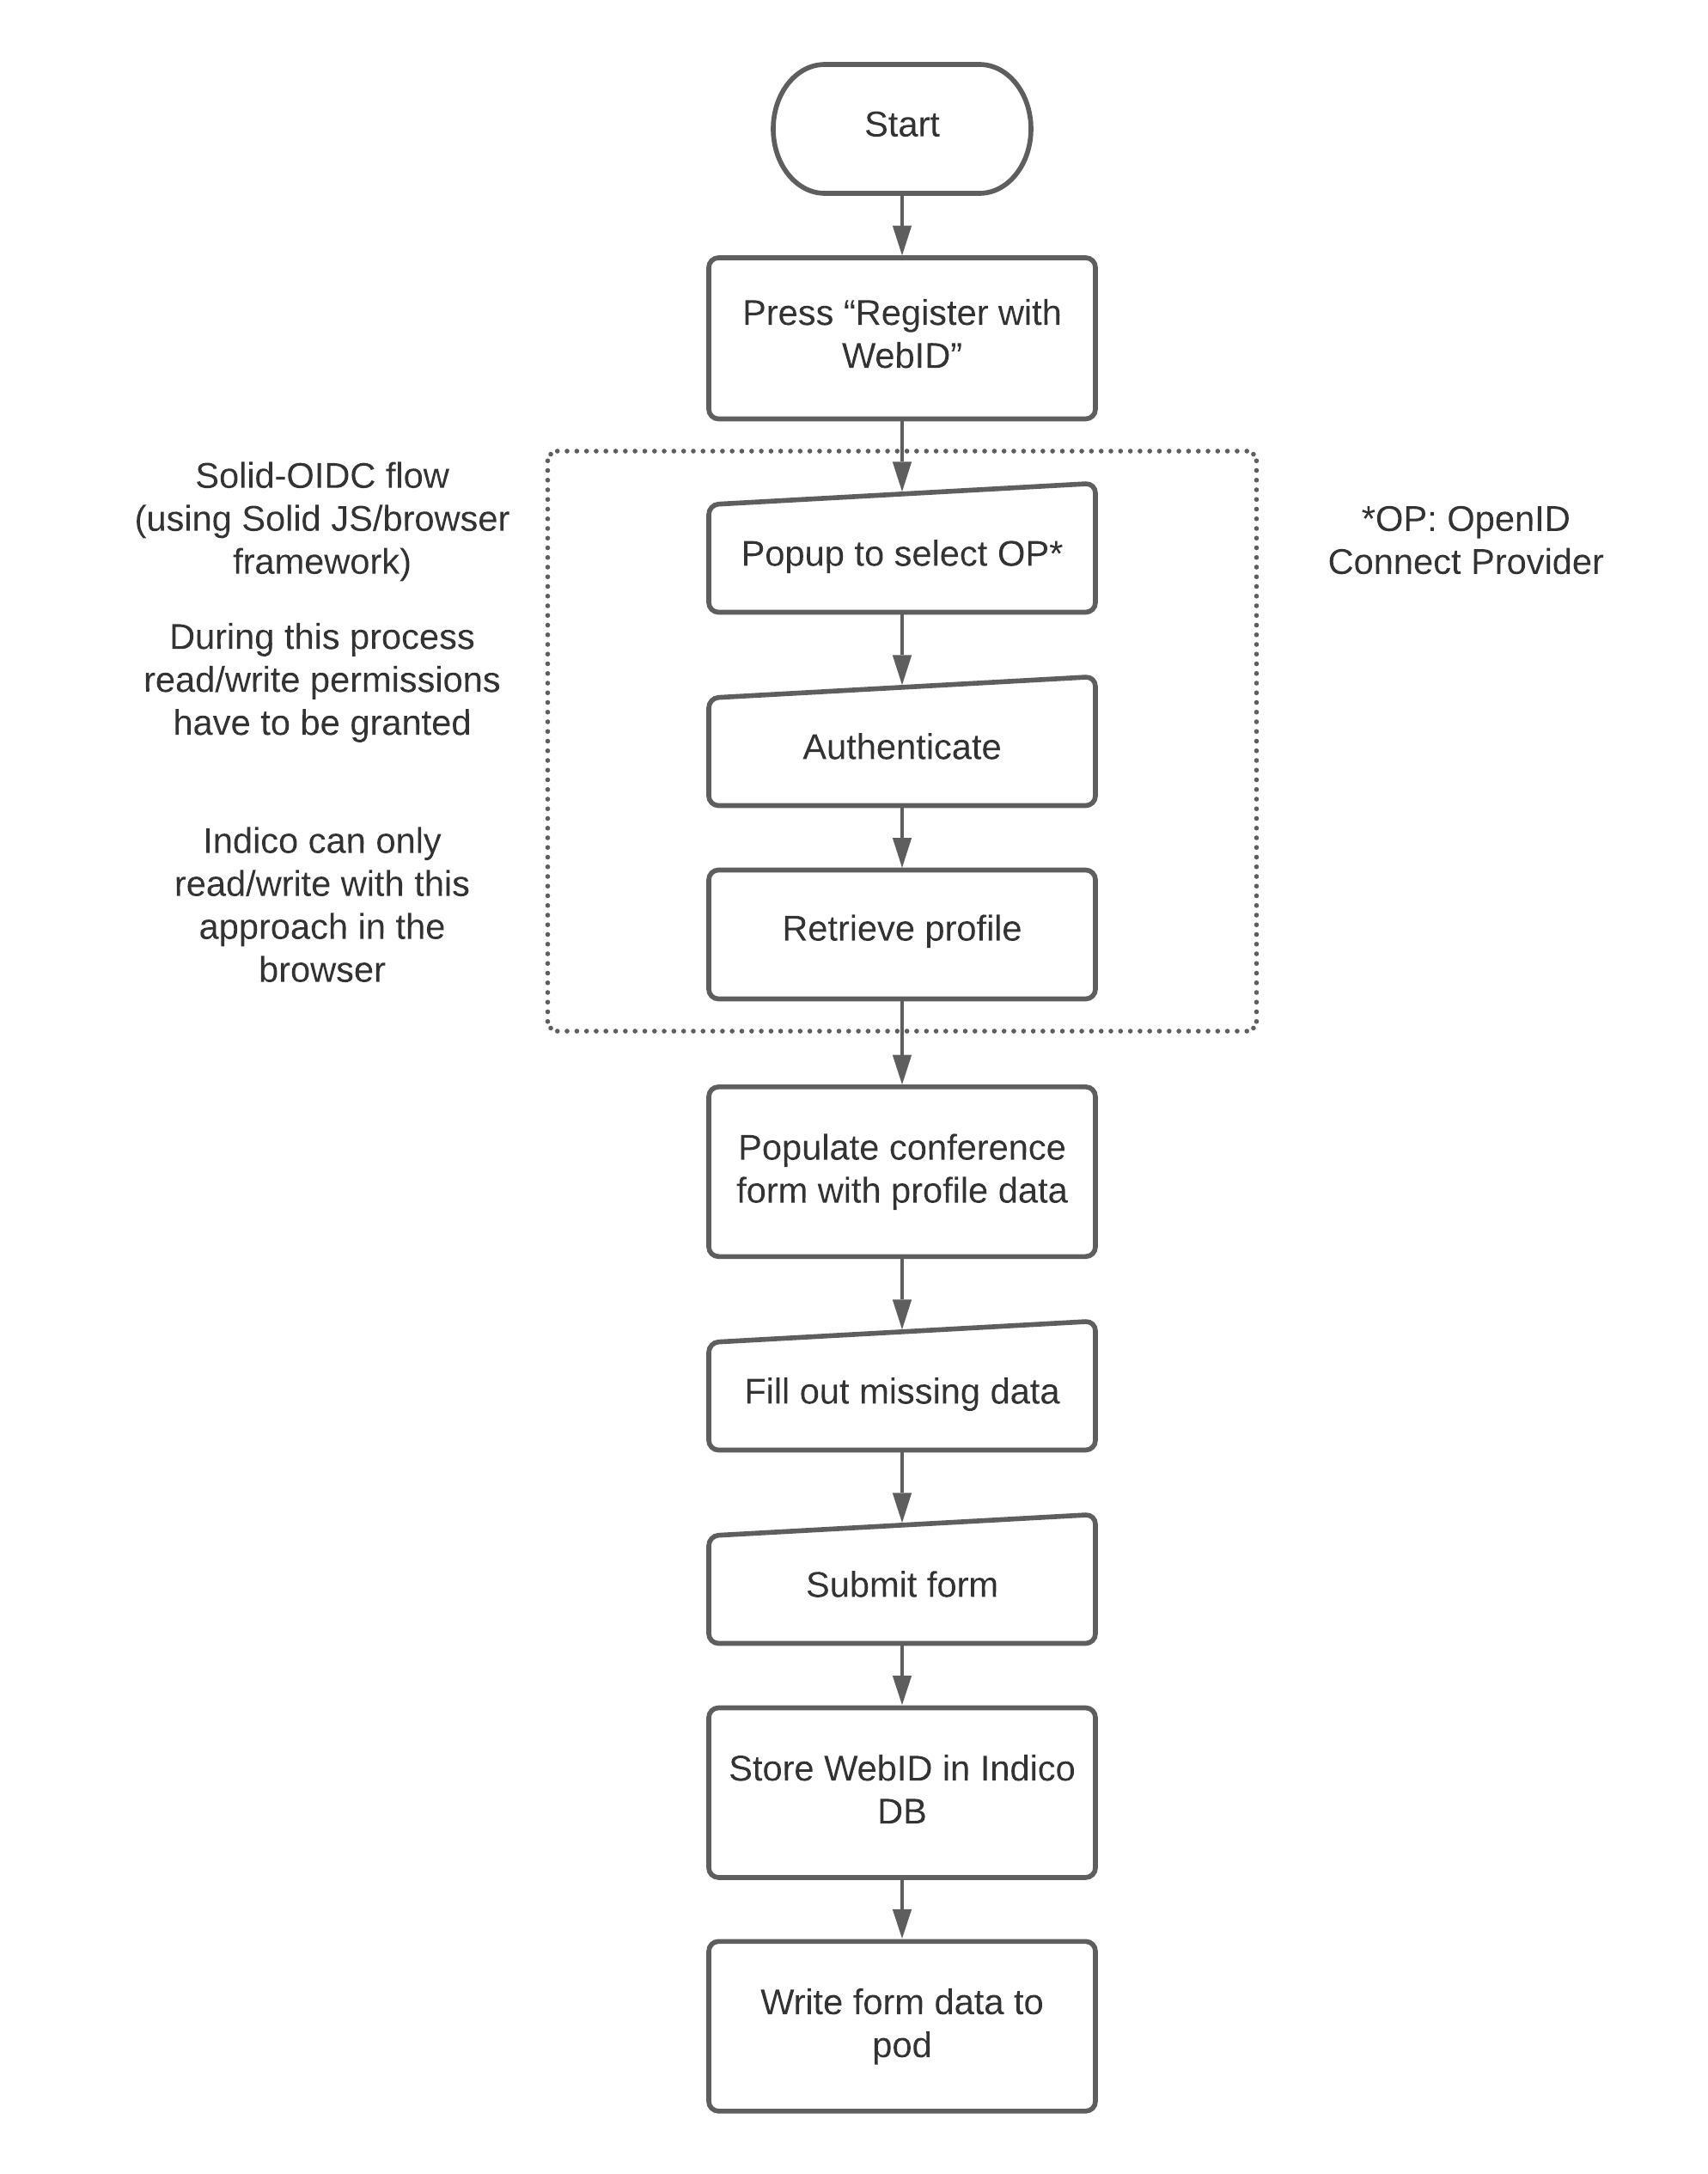 Start
Press “Register with
WebID”
Solid-OIDC flow
(using Solid JS/browser
framework)
During this process
read/write permissions
have to be granted
Indico can only
read/write with this
approach in the
browser
*OP: OpenID
Connect Provider
Popup to select OP*
Authenticate
Retrieve profile
Populate conference
form with profile data
Fill out missing data
Submit form
Store WebID in Indico
DB
Write form data to
pod